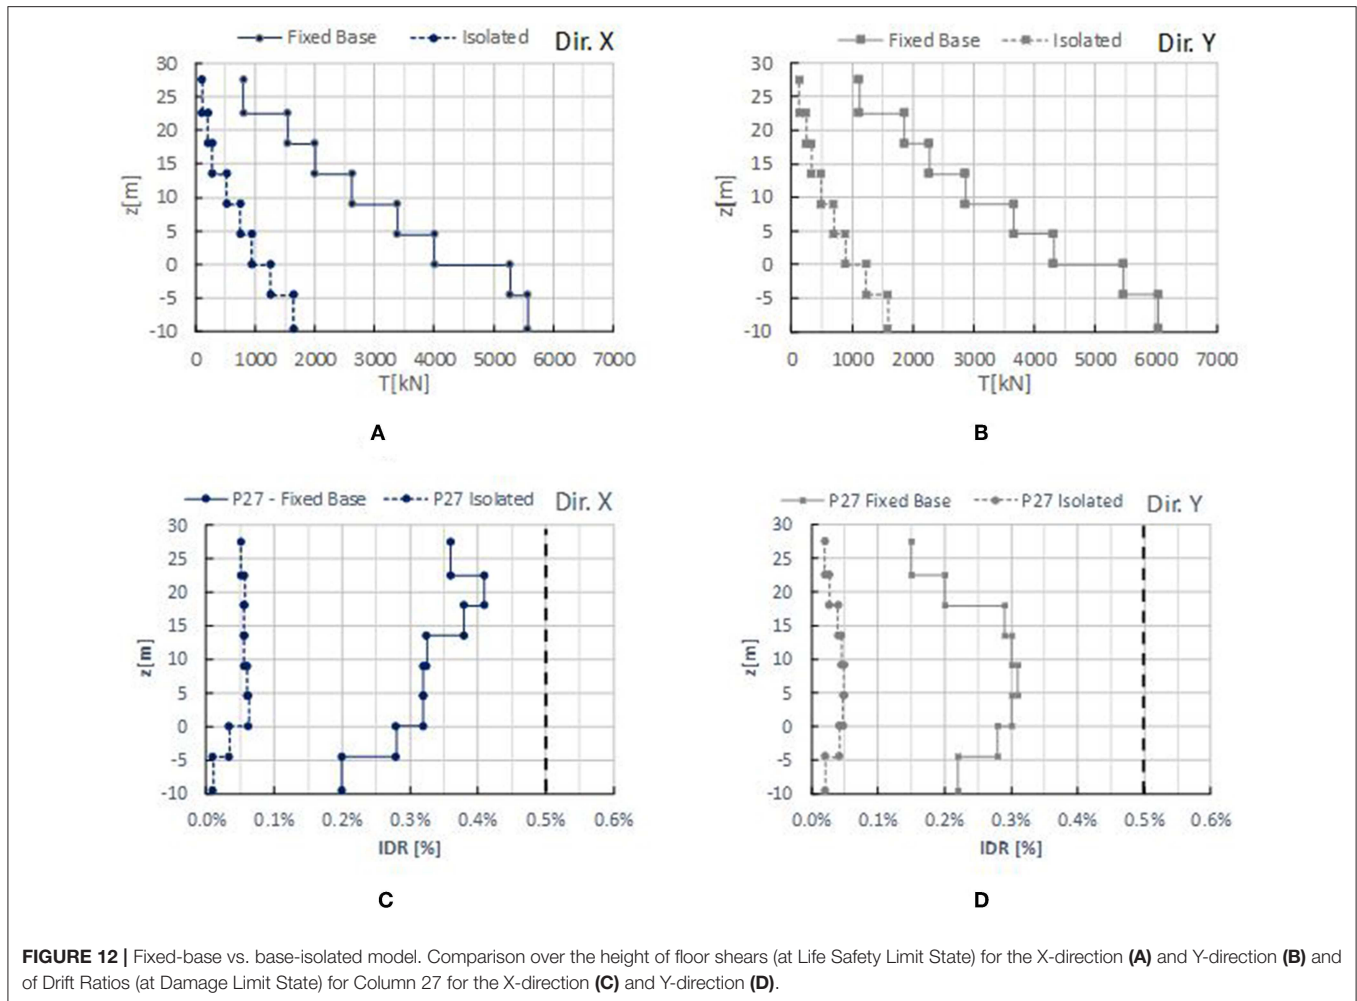 Fixed Base Isolated Dir. X
30
25
20
15
10
5
0
-5
-10
z[m]
0 1000 2000 3000 4000 5000 6000 7000
T[kN]
A
Fixed Base Isolated Dir. Y
30
25
20
15
10
5
0
-5
-10
z[m]
0 1000 2000 3000 4000 5000 6000 7000
T[kN]
B
P27 - Fixed Base P27 Isolated Dir. X
30
25
20
15
10
5
0
-5
-10
z[m]
0.0% 0.1% 0.2% 0.3% 0.4% 0.5% 0.6%
IDR [%]
C
P27 Fixed Base P27 Isolated Dir. Y
30
25
20
15
10
5
0
-5
-10
z[m]
0.0% 0.1% 0.2% 0.3% 0.4% 0.5% 0.6%
IDR [%]
D
FIGURE 12 | Fixed-base vs. base-isolated model. Comparison over the height of floor shears (at Life Safety Limit State) for the X-direction (A) and Y-direction (B) and
of Drift Ratios (at Damage Limit State) for Column 27 for the X-direction (C) and Y-direction (D).